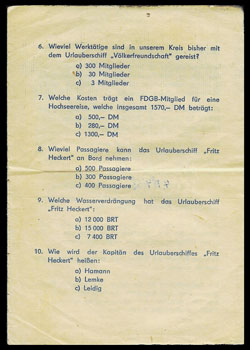 6. Wieviel Werktätige sind in unserem Kreis bisher mit
dem Urlauberschiff „Völkerfreundschaft" gereist?
a) 300 Mitglieder
b) 30 Mitglieder
c) 3 Mitglieder
7. Welche Kosten trägt ein FDGB-Mitglied für eine
Hochseereise, welche insgesamt 1570,– DM beträgt:
a) 500,– DM
b) 280,– DM
c) 1300,– DM
8. Wieviel Passagiere kann das Urlauberschiff „Fritz
Heckert" an Bord nehmen:
a) 500 Passagiere
b) 300 Passagiere
c) 400 Passagiere
9. Welche Wasserverdrängung hat das Urlauberschiff
"Fritz Heckert":
a) 12 000 BRT
b) 15 000 BRT
c) 7 400 BRT
10. Wie wird der Kapitän des Urlauberschiffes „Fritz
Heckert" heißen:
a) Hamann
b) Lemke
c) Leidig